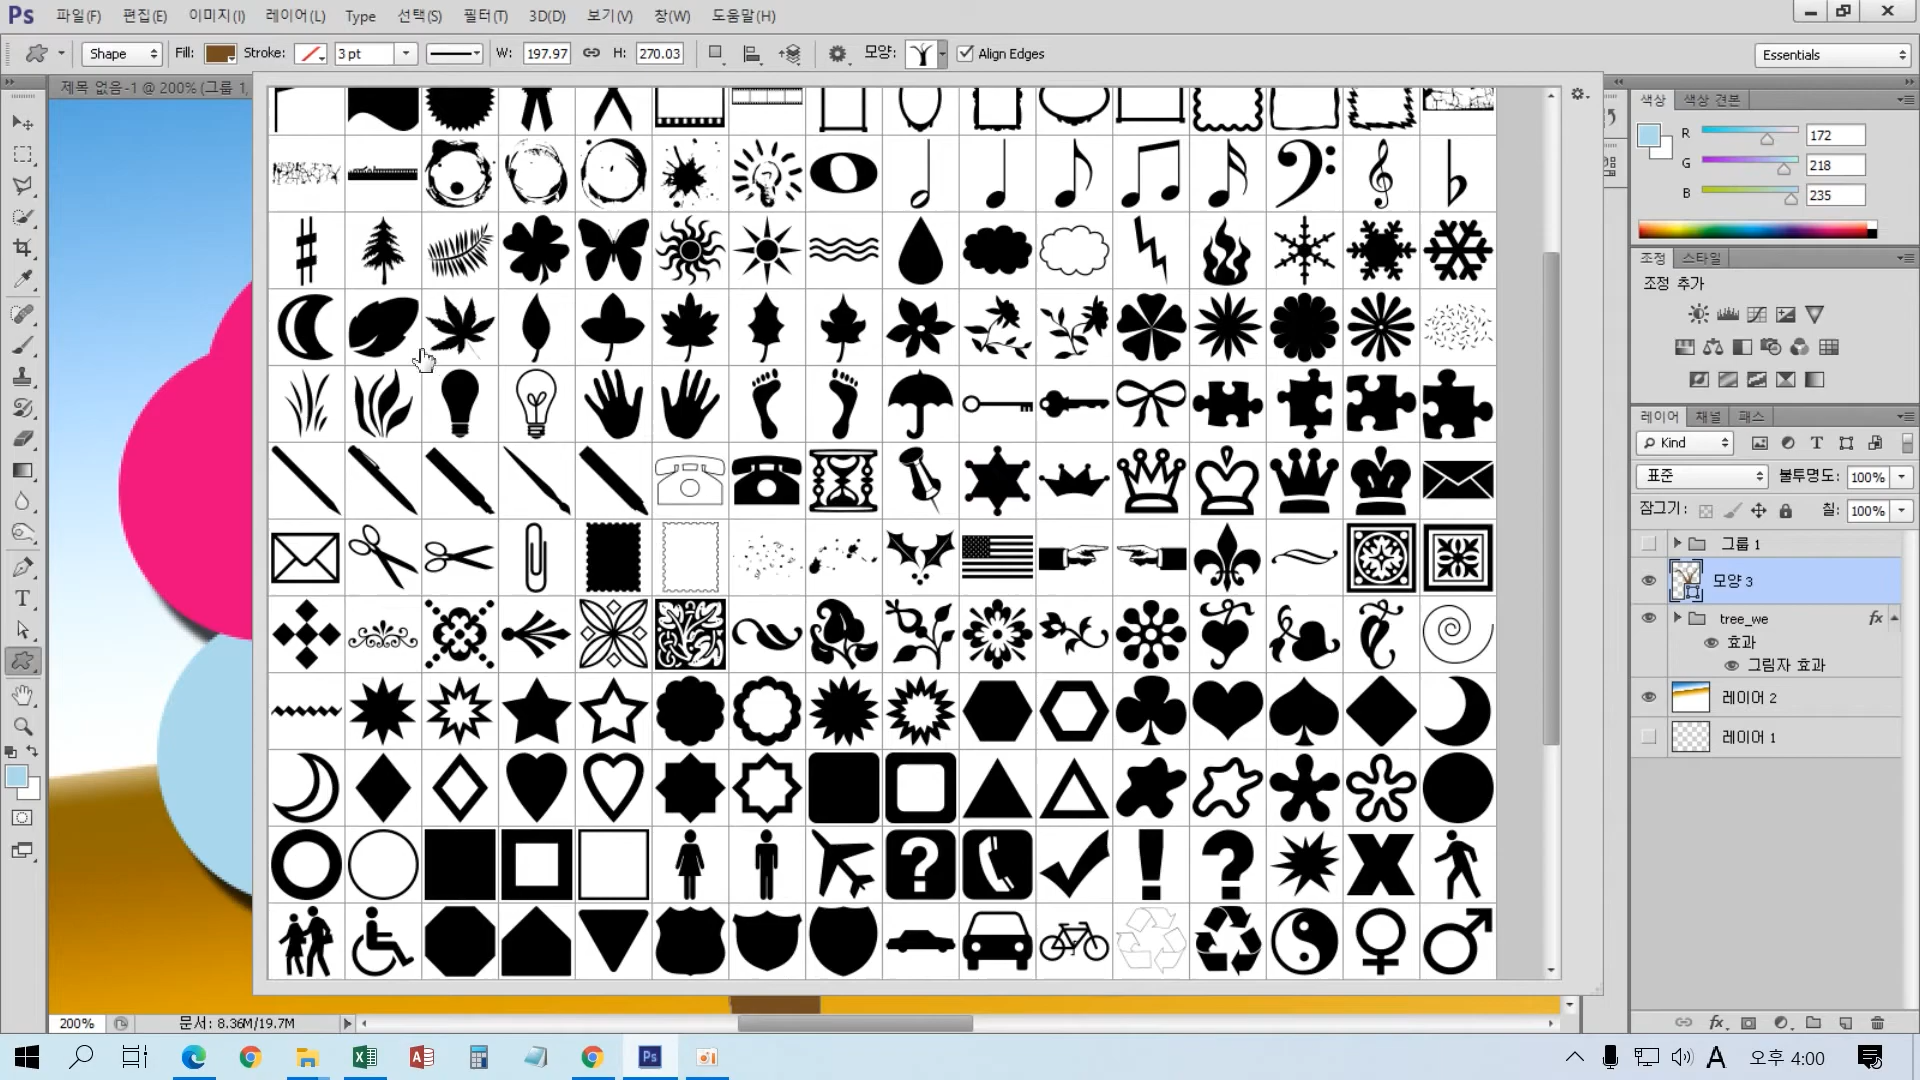 Ps 파일(F) 편집(E) 이미지(I) 레이어(L) Type 선택(S) 필터(T) 3D(D) 보기(V) 창(W) 도움말(H)
Shape Fill: Stroke: 3 pt W: 197.97 H: 270.03 모양: Align Edges Essentials
제목 없음-1 @ 200% (그룹 1,
색상 색상 견본
R 172
G 218
B 235
조정 스타일
조정 추가
레이어 채널 패스
Kind
표준 불투명도: 100%
잠그기: 칠: 100%
그룹 1
모양 3
tree_we fx
효과
그림자 효과
레이어 2
레이어 1
200% 문서: 8.36M/19.7M
fx
Ps A 오후 4:00